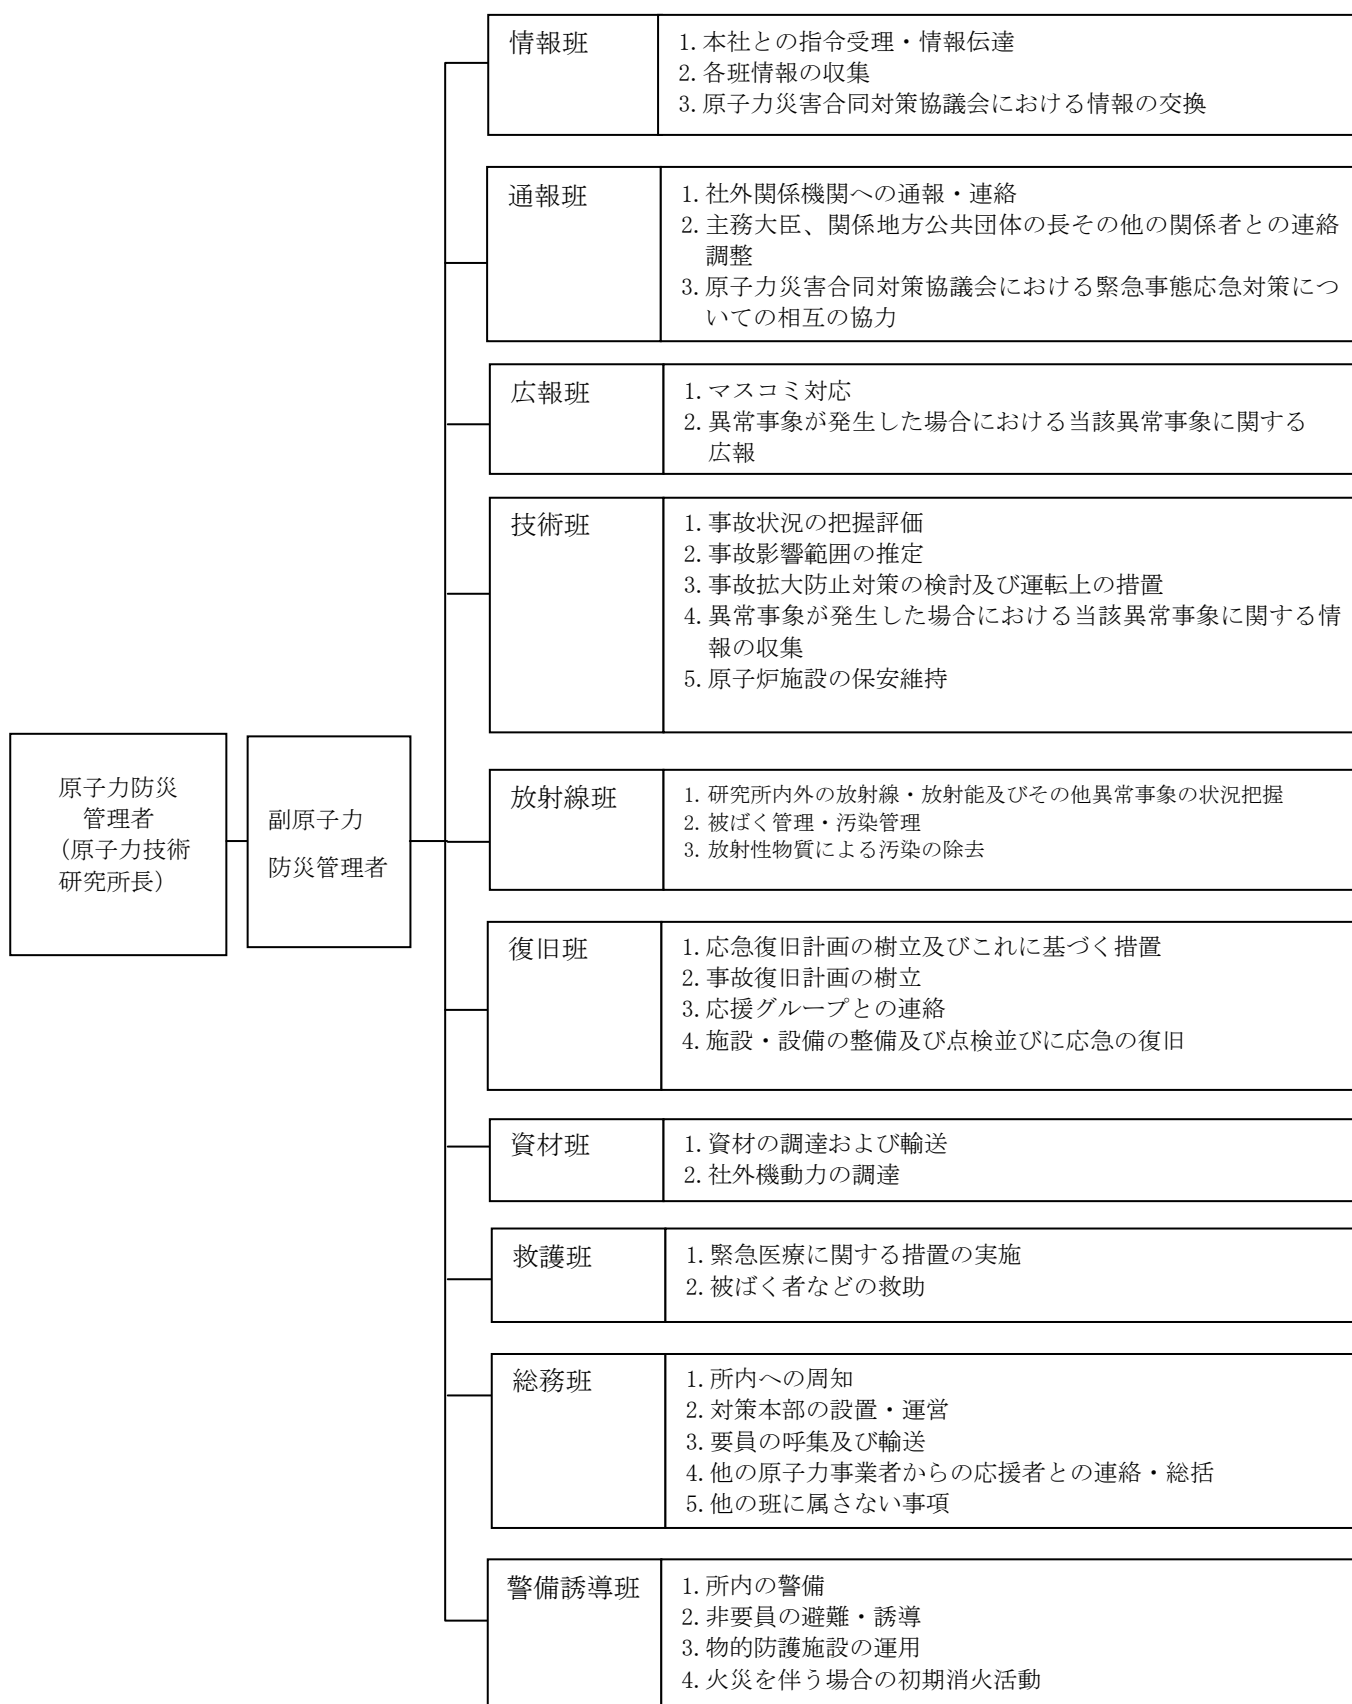 情報班
1. 本社との指令受理・情報伝達
2. 各班情報の収集
3. 原子力災害合同対策協議会における情報の交換
通報班
1. 社外関係機関への通報・連絡
2. 主務大臣、関係地方公共団体の長その他の関係者との連絡
調整
3. 原子力災害合同対策協議会における緊急事態応急対策につ
いての相互の協力
広報班
1. マスコミ対応
2. 異常事象が発生した場合における当該異常事象に関する
広報
技術班
1. 事故状況の把握評価
2. 事故影響範囲の推定
3. 事故拡大防止対策の検討及び運転上の措置
4. 異常事象が発生した場合における当該異常事象に関する情
報の収集
5. 原子炉施設の保安維持
原子力防災
管理者
(原子力技術
研究所長)
副原子力
防災管理者
放射線班
1. 研究所内外の放射線・放射能及びその他異常事象の状況把握
2. 被ばく管理・汚染管理
3. 放射性物質による汚染の除去
復旧班
1. 応急復旧計画の樹立及びこれに基づく措置
2. 事故復旧計画の樹立
3. 応援グループとの連絡
4. 施設・設備の整備及び点検並びに応急の復旧
資材班
1. 資材の調達および輸送
2. 社外機動力の調達
救護班
1. 緊急医療に関する措置の実施
2. 被ばく者などの救助
総務班
1. 所内への周知
2. 対策本部の設置・運営
3. 要員の呼集及び輸送
4. 他の原子力事業者からの応援者との連絡・総括
5. 他の班に属さない事項
警備誘導班
1. 所内の警備
2. 非要員の避難・誘導
3. 物的防護施設の運用
4. 火災を伴う場合の初期消火活動